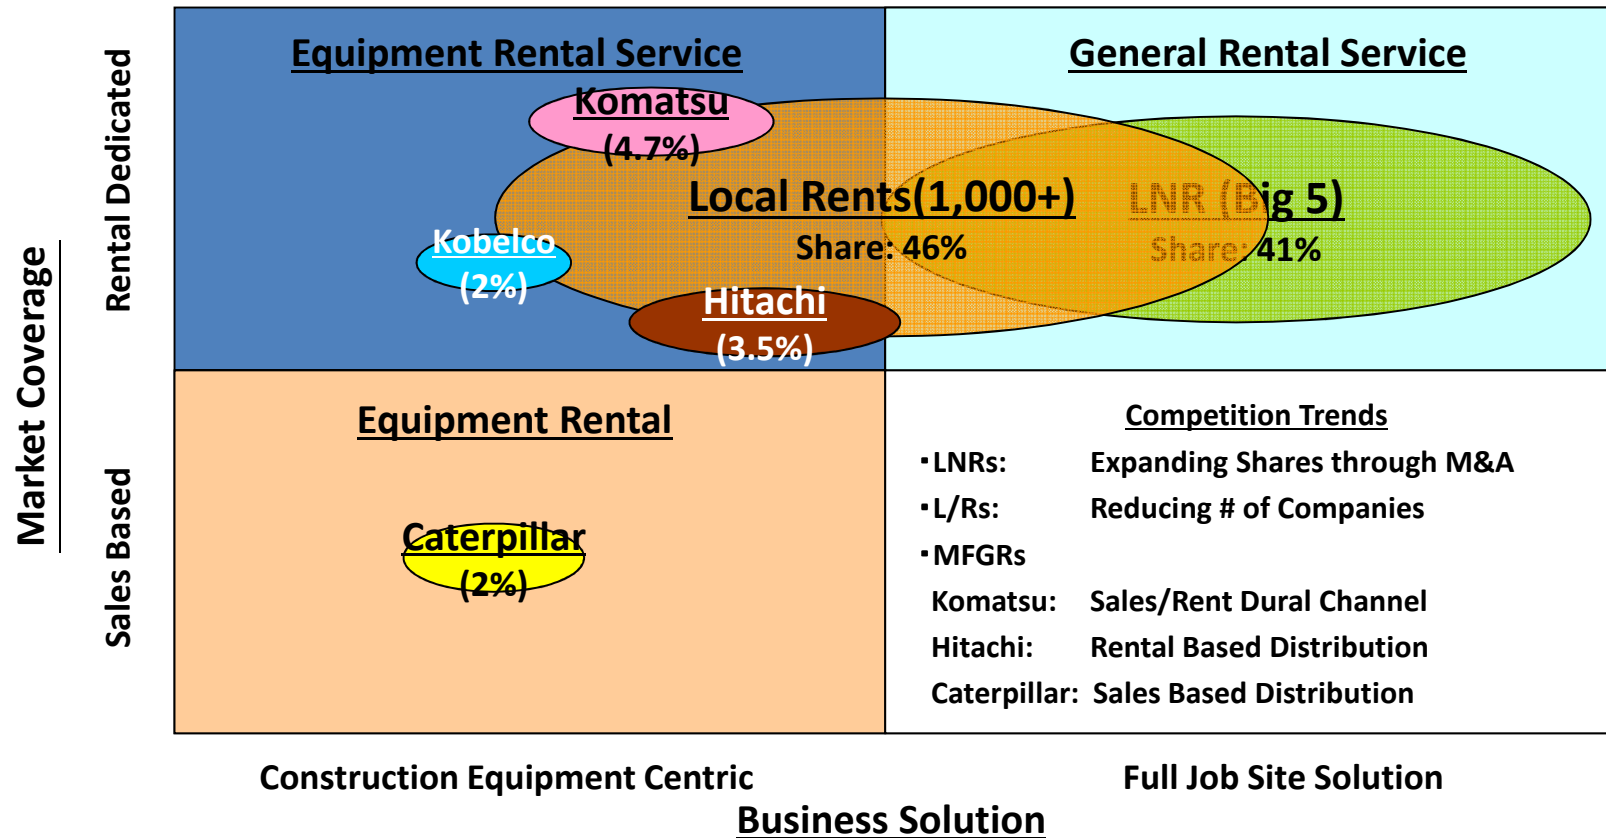 Equipment Rental Service
General Rental Service
Komatsu
(4.7%)
Local Rents(1,000+)
LNR (Big 5)
Share: 46%
Share: 41%
Kobelco
(2%)
Hitachi
(3.5%)
Equipment Rental
Caterpillar
(2%)
Competition Trends
・LNRs: Expanding Shares through M&A
・L/Rs: Reducing # of Companies
・MFGRs
Komatsu: Sales/Rent Dural Channel
Hitachi: Rental Based Distribution
Caterpillar: Sales Based Distribution
Market Coverage
Rental Dedicated
Sales Based
Construction Equipment Centric
Full Job Site Solution
Business Solution